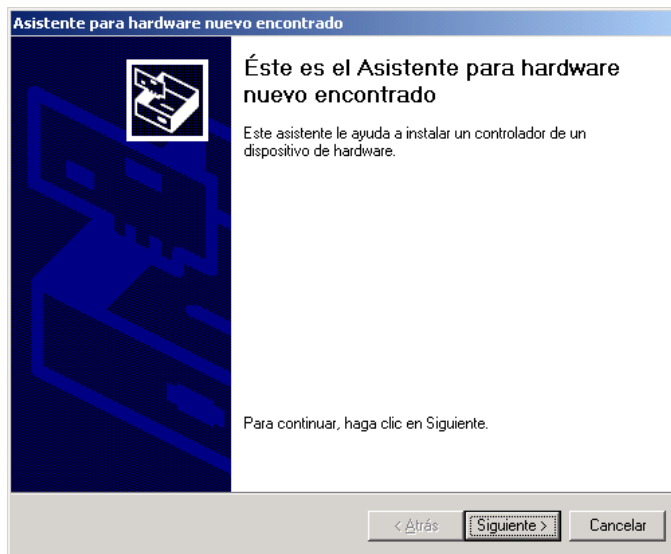 Asistente para hardware nuevo encontrado
Éste es el Asistente para hardware
nuevo encontrado
Este asistente le ayuda a instalar un controlador de un
dispositivo de hardware.
Para continuar, haga clic en Siguiente.
< Atrás Siguiente > Cancelar